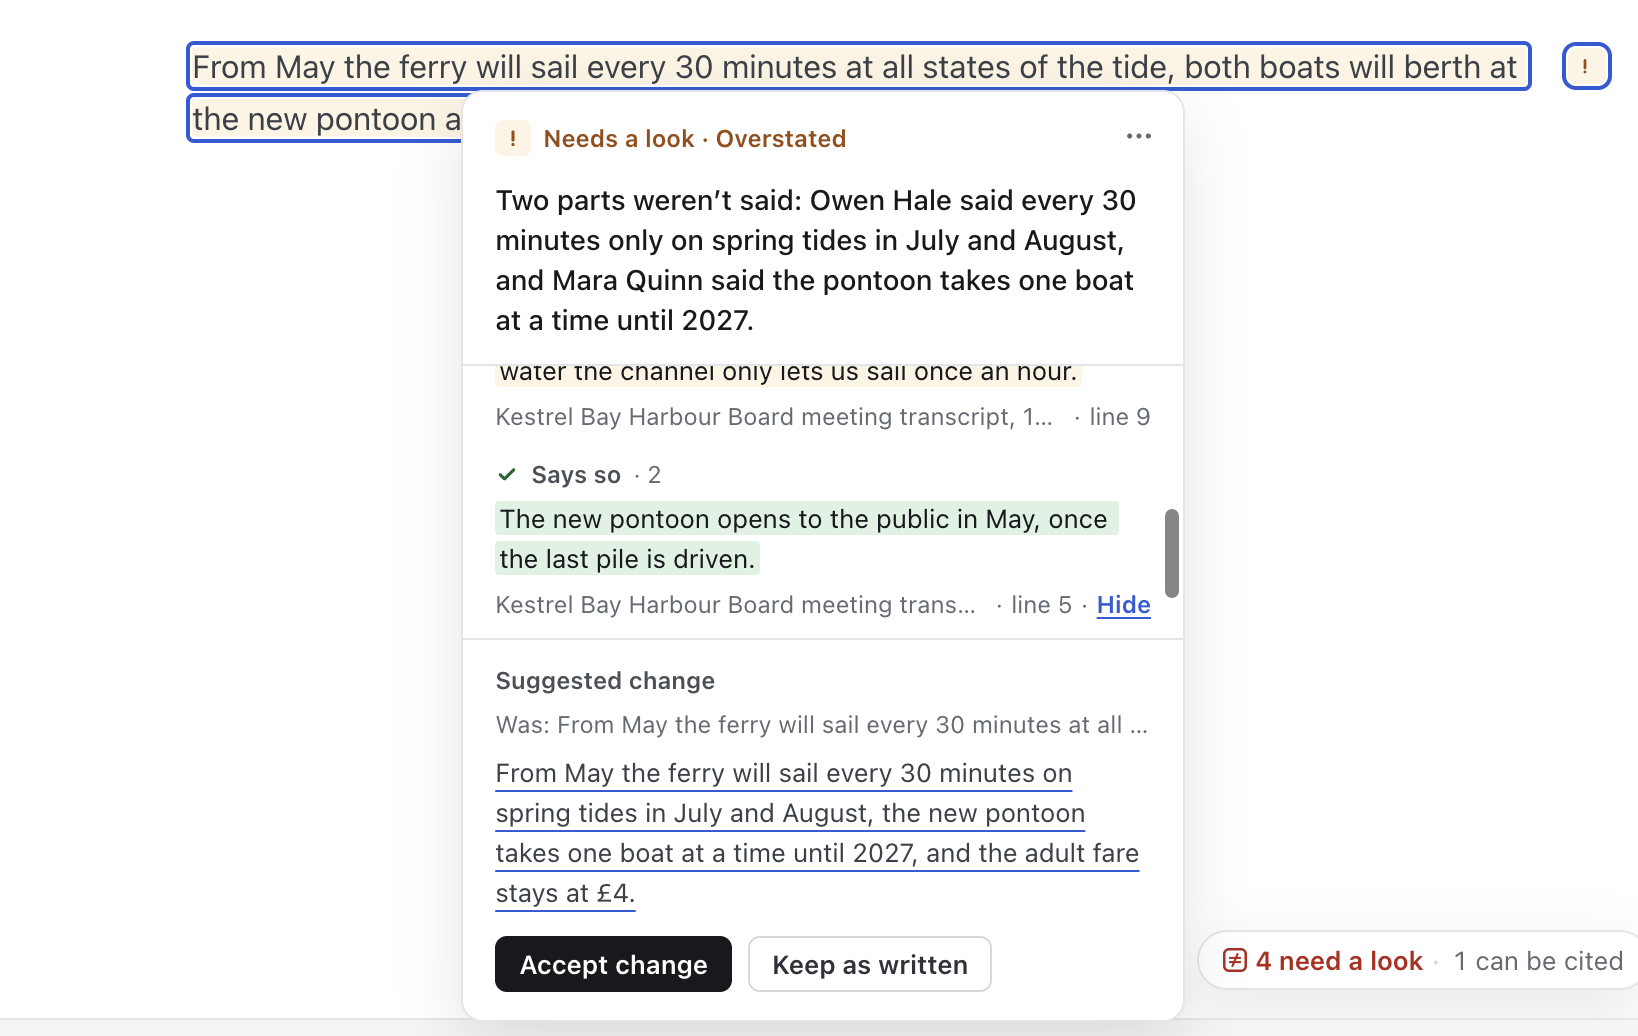 From May the ferry will sail every 30 minutes at all states of the tide, both boats will berth at
!
the new pontoon a
! Needs a look · Overstated
Two parts weren’t said: Owen Hale said every 30
minutes only on spring tides in July and August,
and Mara Quinn said the pontoon takes one boat
at a time until 2027.
water the channel only lets us sail once an hour.
Kestrel Bay Harbour Board meeting transcript, 1… · line 9
Says so · 2
The new pontoon opens to the public in May, once
the last pile is driven.
Kestrel Bay Harbour Board meeting trans… · line 5 · Hide
Suggested change
Was: From May the ferry will sail every 30 minutes at all …
From May the ferry will sail every 30 minutes on
spring tides in July and August, the new pontoon
takes one boat at a time until 2027, and the adult fare
stays at £4.
Accept change
Keep as written
≠ 4 need a look · 1 can be cited